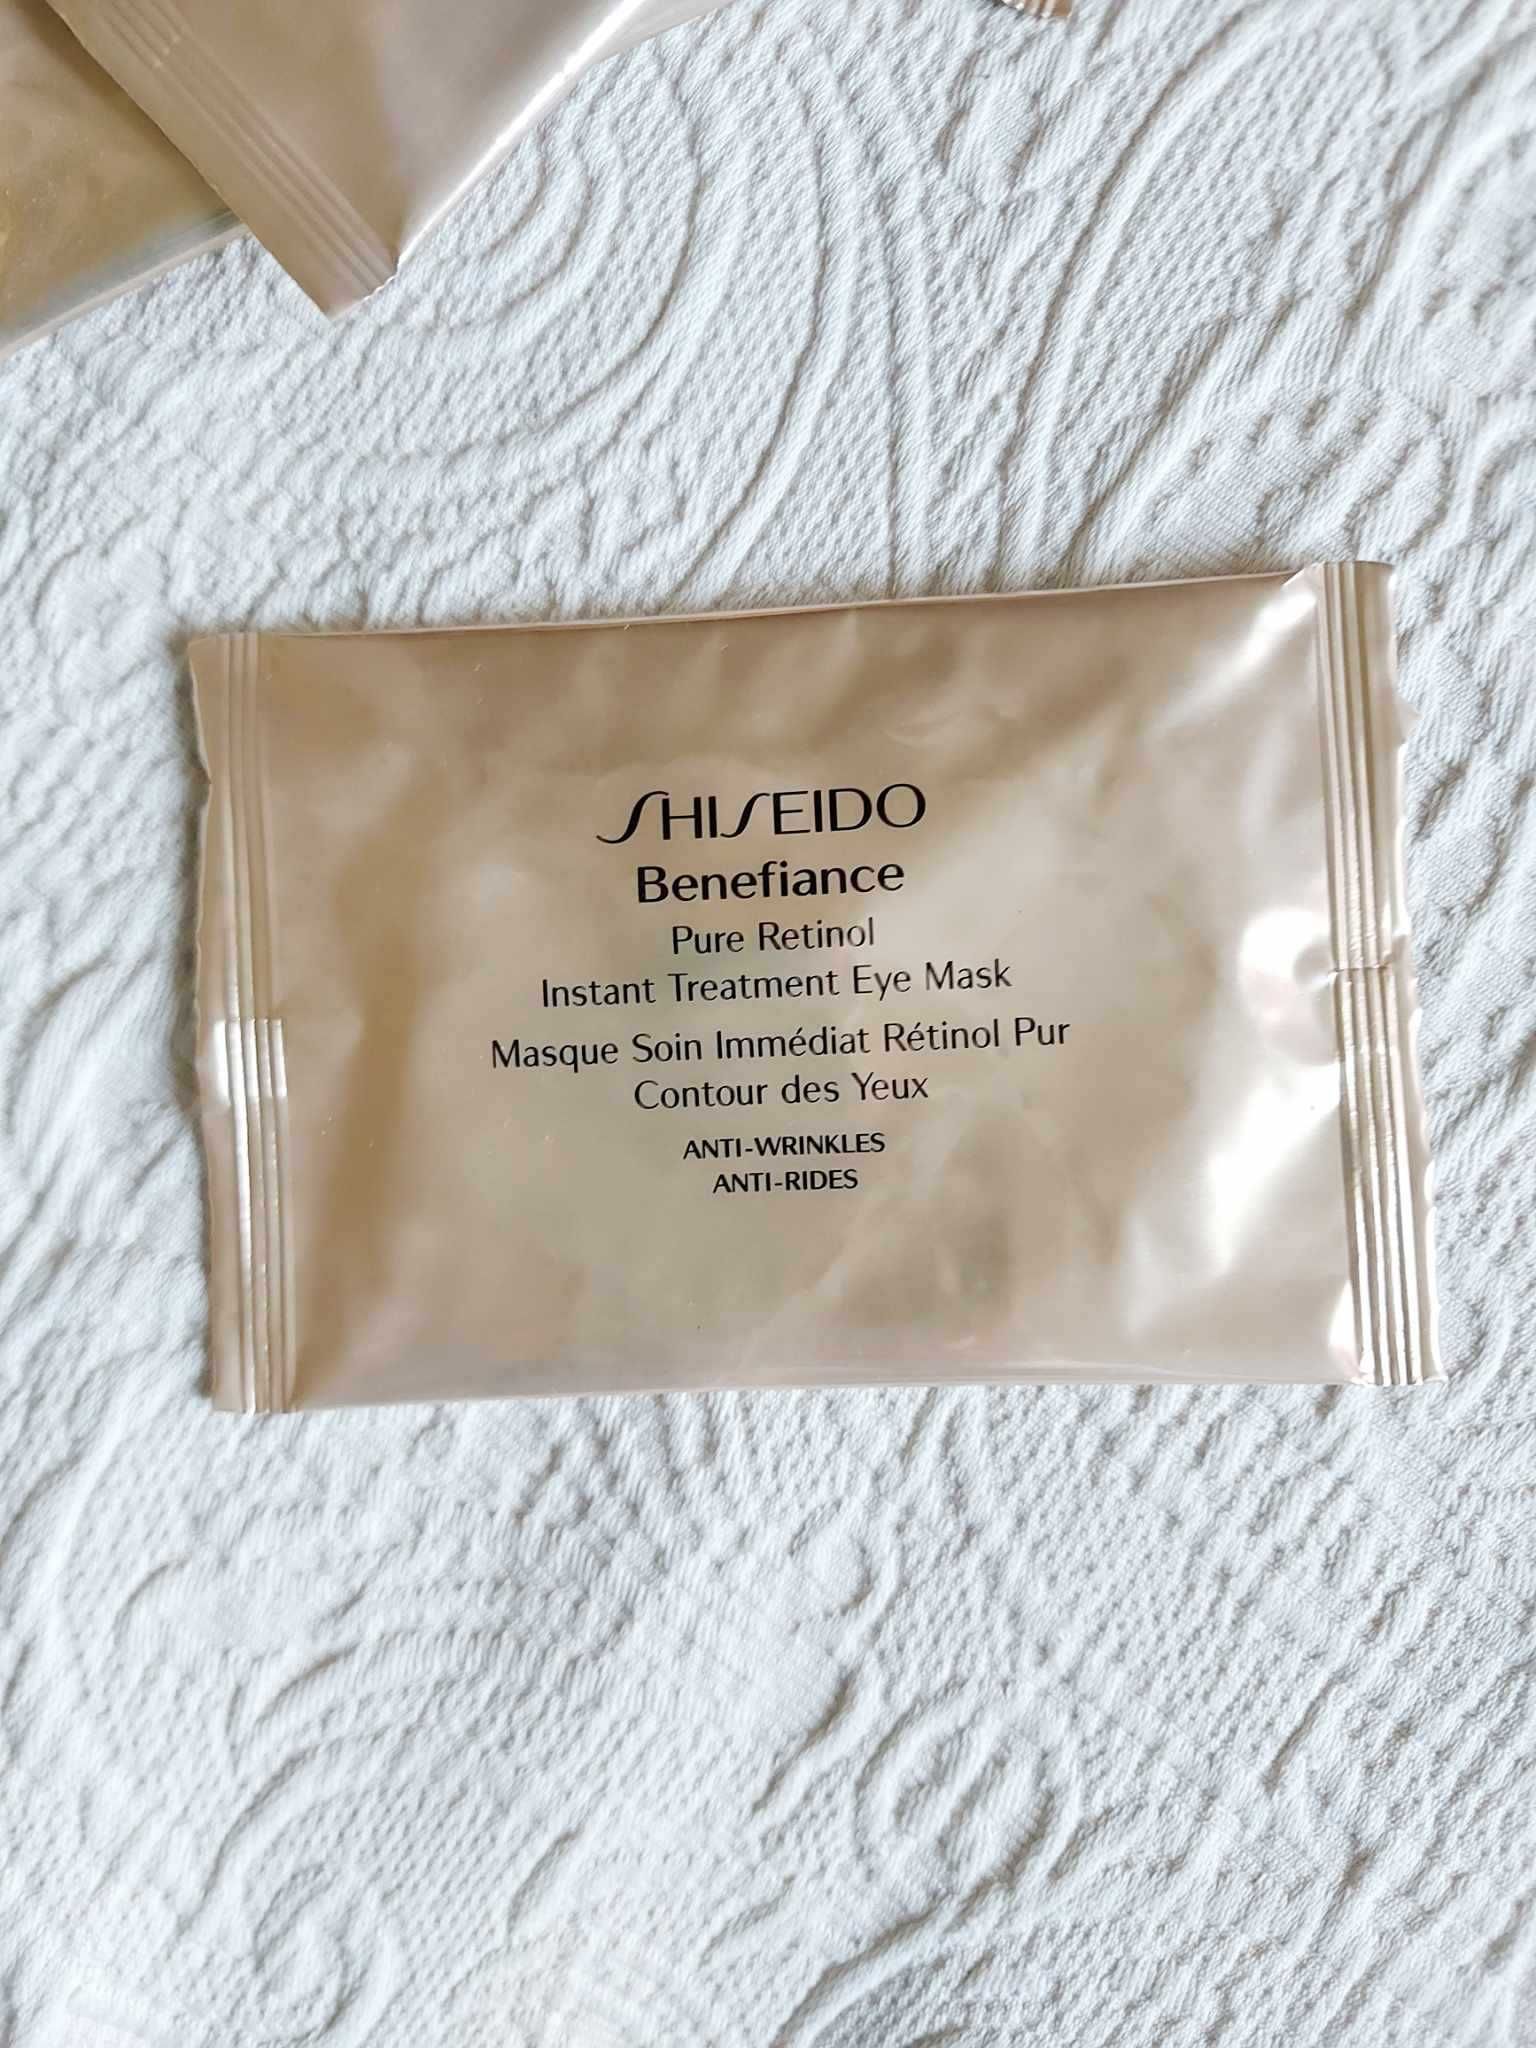 SHISEIDO
Benefiance
Pure Retinol
Instant Treatment Eye Mask
Masque Soin Immédiat Rétinol Pur
Contour des Yeux
ANTI-WRINKLES
ANTI-RIDES